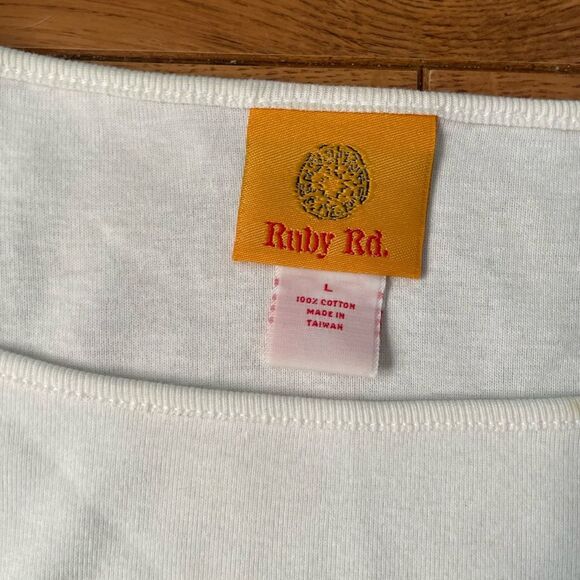 Ruby Rd.
L
100% COTTON
MADE IN
TAIWAN